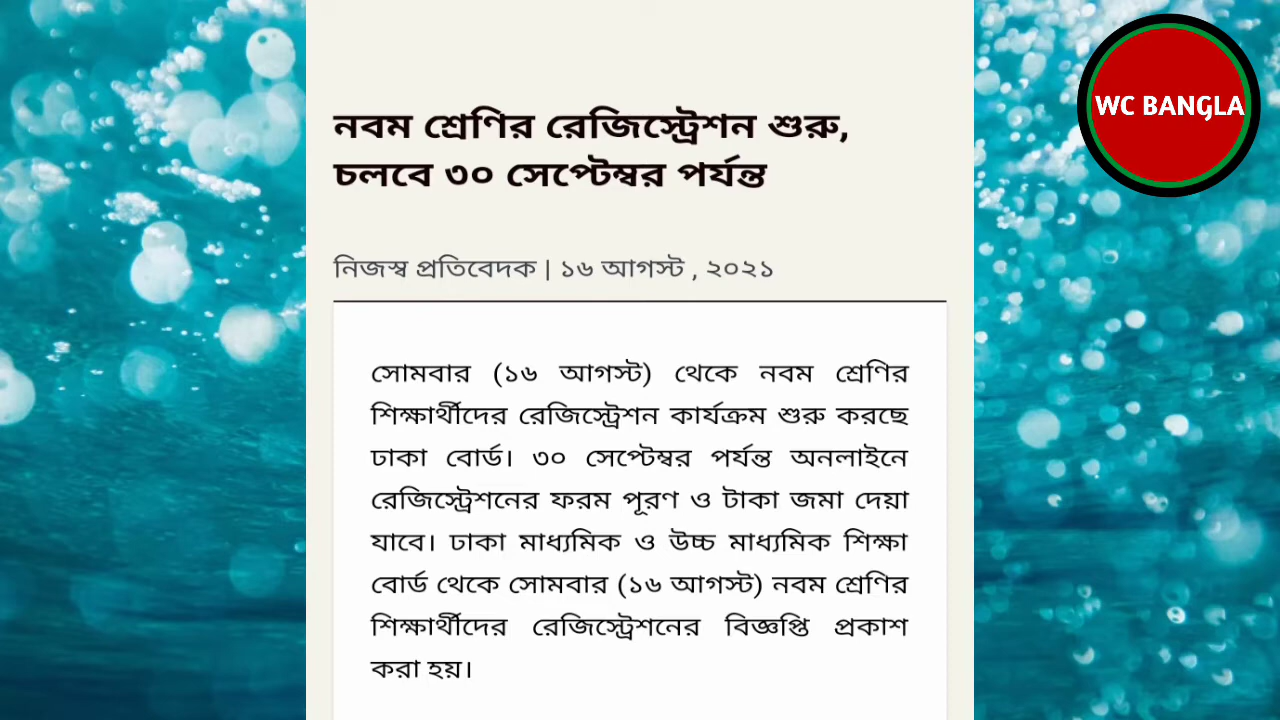 WC BANGLA
নবম শ্রেণির রেজিস্ট্রেশন শুরু,
চলবে ৩০ সেপ্টেম্বর পর্যন্ত
নিজস্ব প্রতিবেদক | ১৬ আগস্ট , ২০২১
সোমবার (১৬ আগস্ট) থেকে নবম শ্রেণির
শিক্ষার্থীদের রেজিস্ট্রেশন কার্যক্রম শুরু করছে
ঢাকা বোর্ড। ৩০ সেপ্টেম্বর পর্যন্ত অনলাইনে
রেজিস্ট্রেশনের ফরম পূরণ ও টাকা জমা দেয়া
যাবে। ঢাকা মাধ্যমিক ও উচ্চ মাধ্যমিক শিক্ষা
বোর্ড থেকে সোমবার (১৬ আগস্ট) নবম শ্রেণির
শিক্ষার্থীদের রেজিস্ট্রেশনের বিজ্ঞপ্তি প্রকাশ
করা হয়।